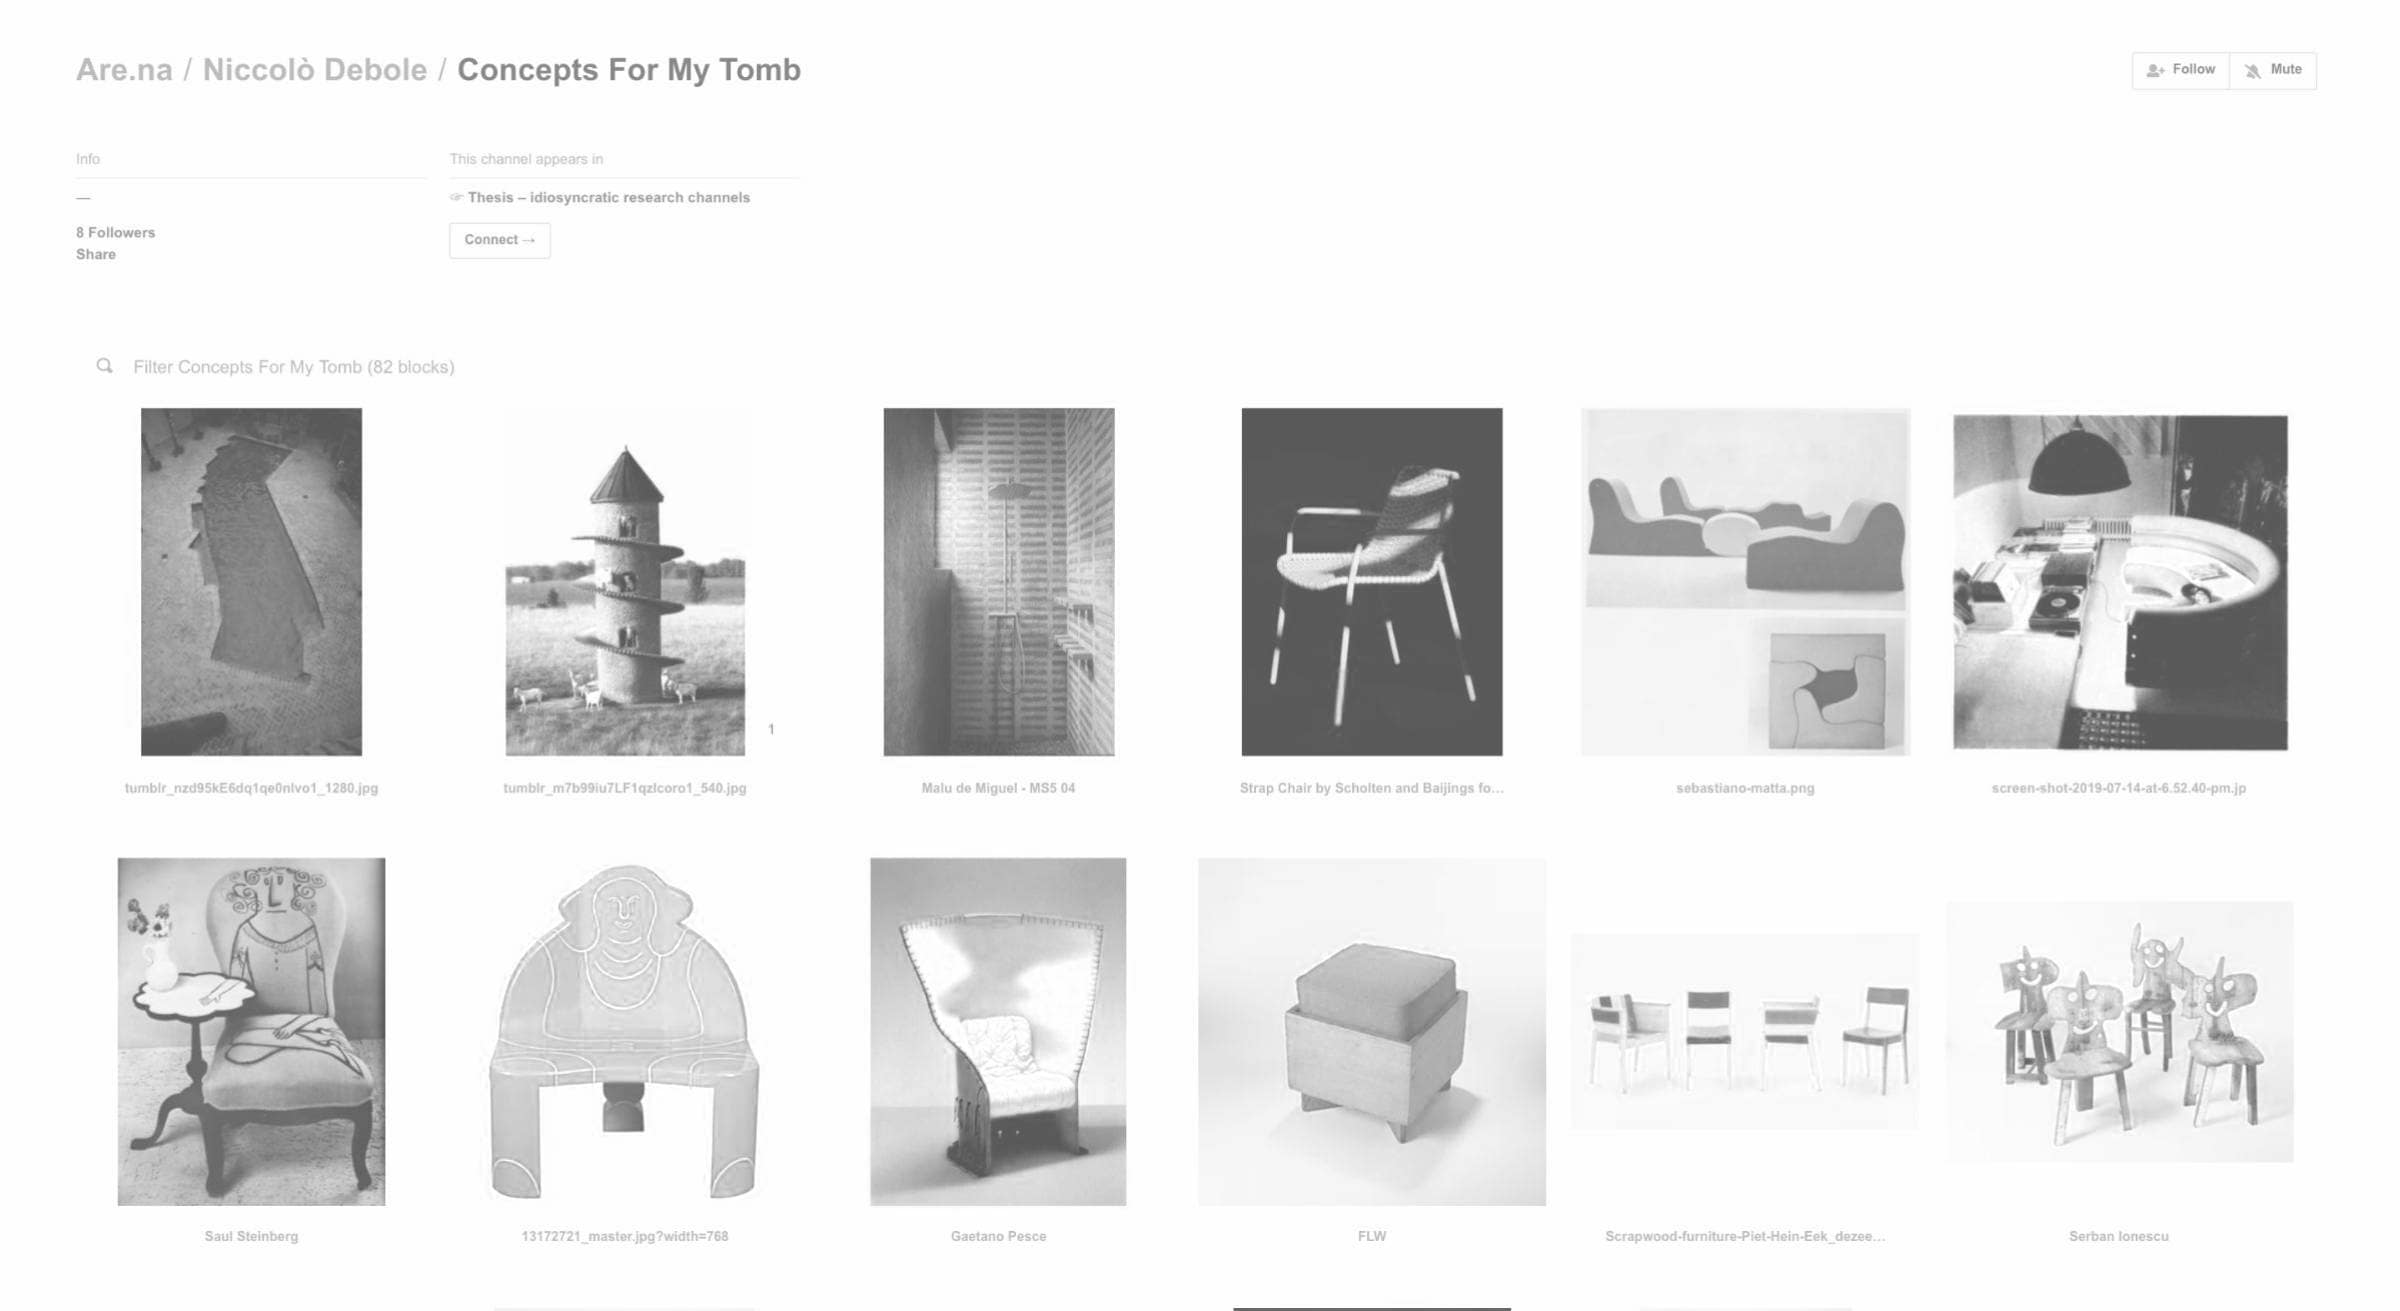 Are.na / Niccolò Debole / Concepts For My Tomb
Follow
Mute
Info
This channel appears in
—
☞ Thesis – idiosyncratic research channels
8 Followers
Share
Connect →
Filter Concepts For My Tomb (82 blocks)
1
tumblr_nzd95kE6dq1qe0nlvo1_1280.jpg
tumblr_m7b99iu7LF1qzlcoro1_540.jpg
Malu de Miguel - MS5 04
Strap Chair by Scholten and Baijings fo...
sebastiano-matta.png
screen-shot-2019-07-14-at-6.52.40-pm.jp
Saul Steinberg
13172721_master.jpg?width=768
Gaetano Pesce
FLW
Scrapwood-furniture-Piet-Hein-Eek_dezee...
Serban Ionescu